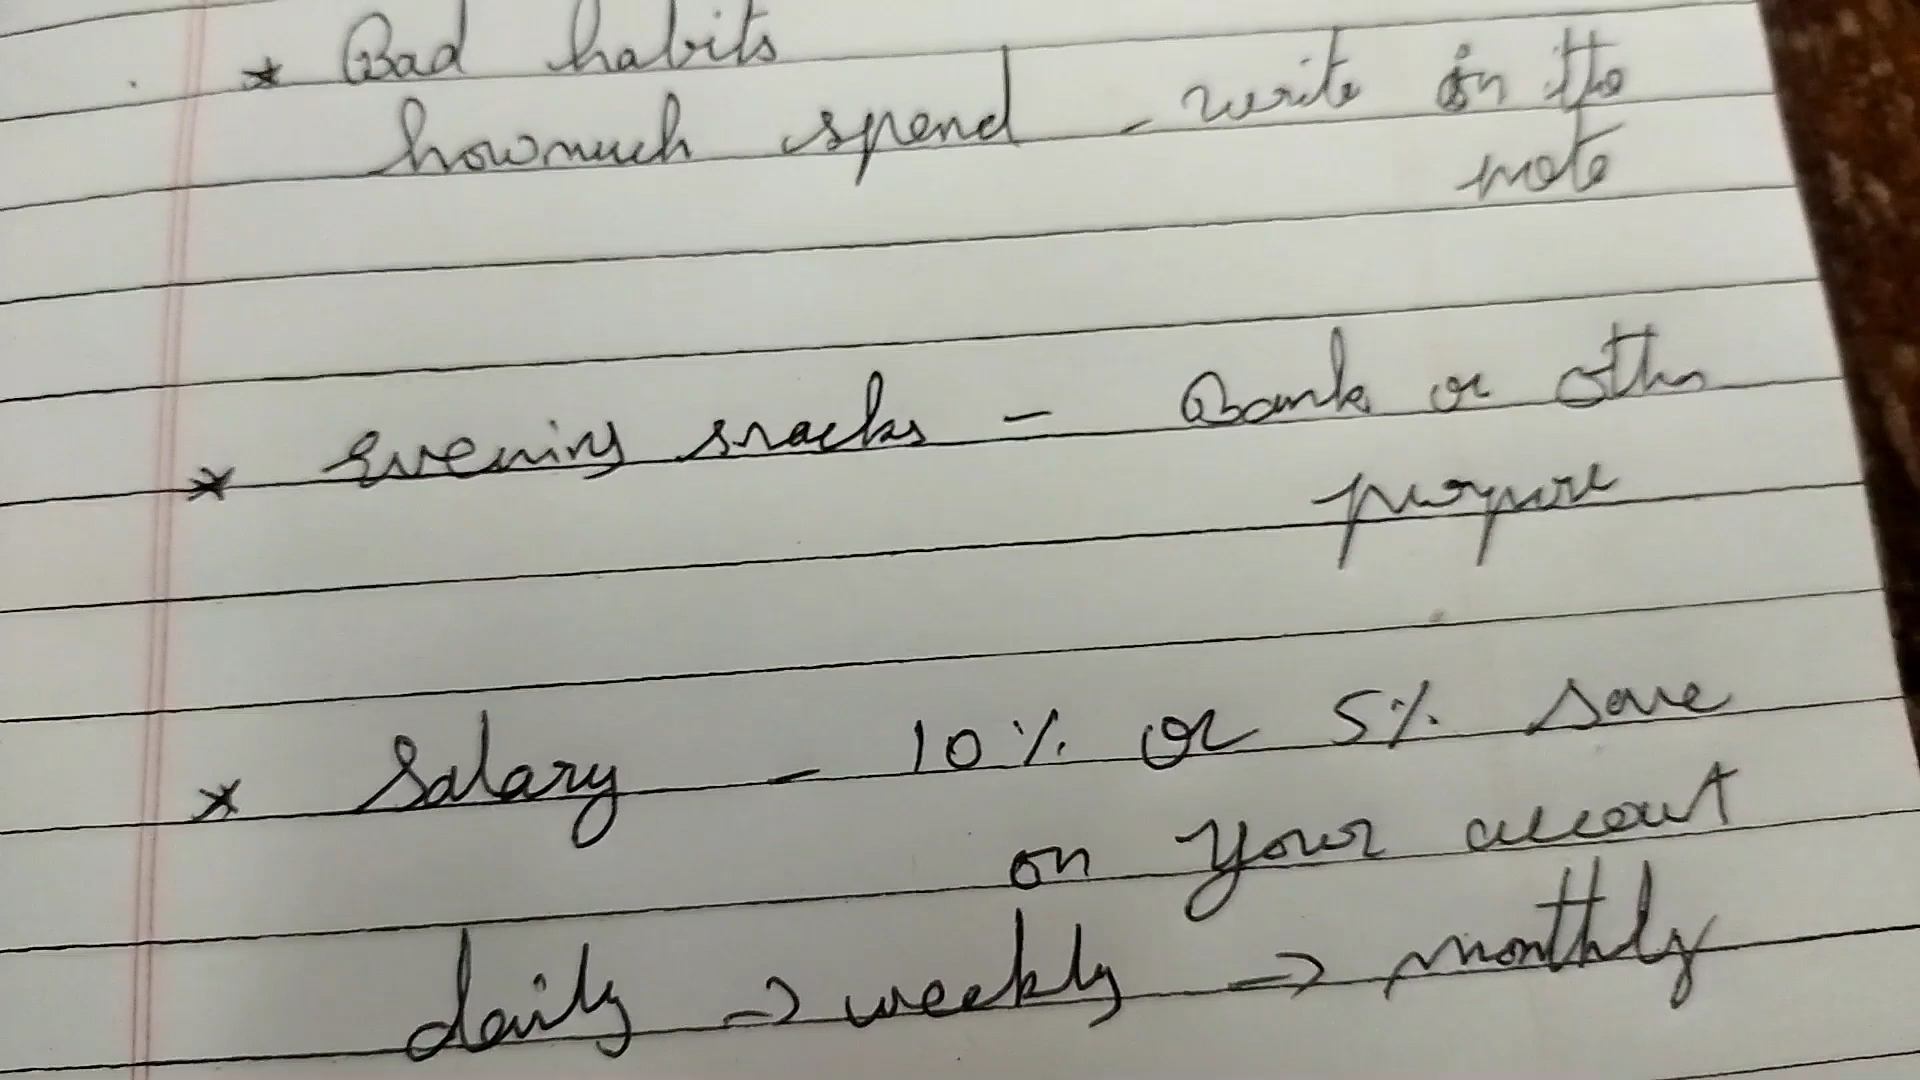 * Bad habits
howmuch spend - write in the
note
* Evening snacks - Bank or other
purpose
* Salary - 10% or 5% save
on your accout
daily → weekly → monthly